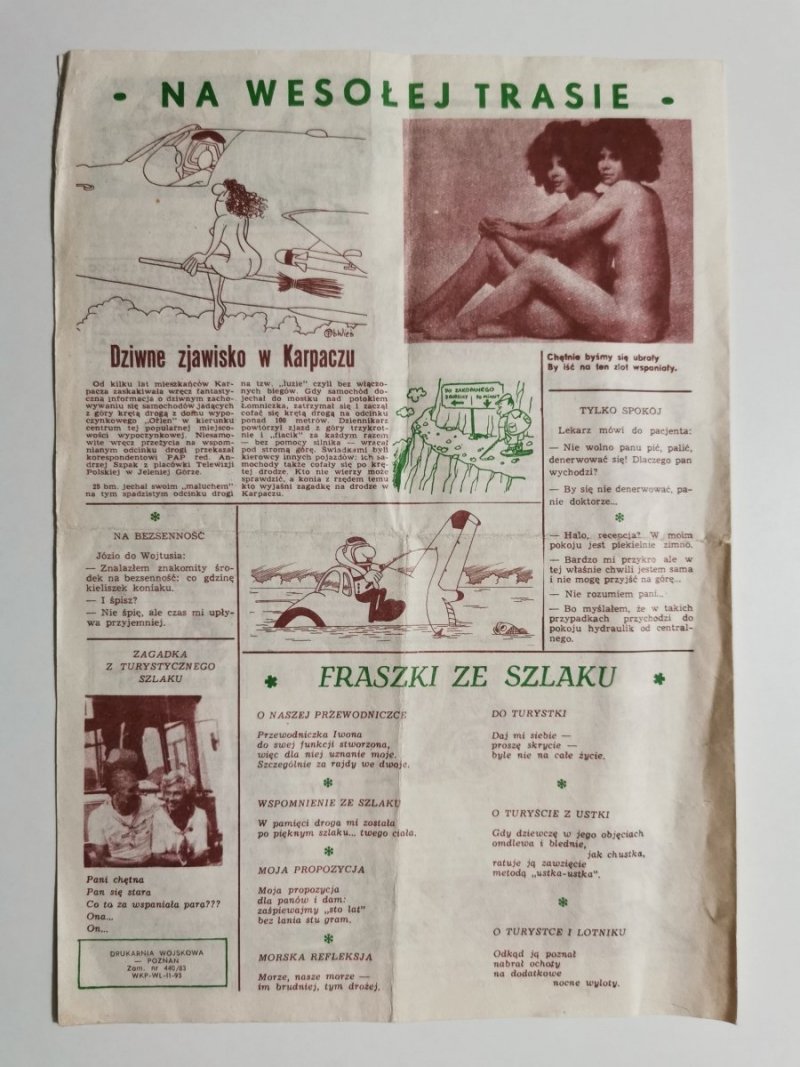 - NA WESOŁEJ TRASIE -
Dziwne zjawisko w Karpaczu
Od kilku lat mieszkańców Kar-
pacza zaskakiwała wręcz fantasty-
czna informacja o dziwnym zacho-
wywaniu się samochodów jadących
z góry krętą drogą z domu wypo-
czynkowego „Orlen” w kierunku
centrum tej popularnej miejsco-
wości wypoczynkowej. Niesamo-
wite wręcz przeżycia na wspom-
nianym odcinku drogi przekazał
korespondentowi PAP red. An-
drzej Szpak z placówki Telewizji
Polskiej w Jeleniej Górze.
25 bm. jechał swoim „maluchem”
na tym spadzistym odcinku drogi
na tzw. „luzie” czyli bez włączo-
nych biegów. Gdy samochód do-
jechał do mostku nad potokiem
Łomniczka, zatrzymał się i zaczął
cofać się krętą drogą na odcinku
ponad 100 metrów. Dziennikarz
powtórzył zjazd z góry trzykrot-
nie i „fiacik” za każdym razem
— bez pomocy silnika — wracał
pod stromą górę. Świadkami byli
kierowcy innych pojazdów: ich sa-
mochody także cofały się po krę-
tej drodze. Kto nie wierzy może
sprawdzić, a konia z rzędem temu
kto wyjaśni zagadkę na drodze w
Karpaczu.
DO ZAKOPANEGO
Chętnie byśmy się ubrały
By iść na ten zlot wspaniały.
TYLKO SPOKÓJ
Lekarz mówi do pacjenta:
— Nie wolno panu pić, palić,
denerwować się! Dlaczego pan
wychodzi?
— By się nie denerwować, pa-
nie doktorze...
— Halo, recepcja? W moim
pokoju jest piekielnie zimno.
— Bardzo mi przykro ale w
tej właśnie chwili jestem sama
i nie mogę przyjść na górę...
— Nie rozumiem pani...
— Bo myślałem, że w takich
przypadkach przychodzi do
pokoju hydraulik od central-
nego.
NA BEZSENNOŚĆ
Józio do Wojtusia:
— Znalazłem znakomity śro-
dek na bezsenność: co gdzinę
kieliszek koniaku.
— I śpisz?
— Nie śpię, ale czas mi upły-
wa przyjemniej.
ZAGADKA
Z TURYSTYCZNEGO
SZLAKU
Pani chętna
Pan się stara
Co to za wspaniała para???
Ona...
On...
DRUKARNIA WOJSKOWA
— POZNAŃ
Zam. nr 480/83
WKP-WL-II-93
FRASZKI ZE SZLAKU
O NASZEJ PRZEWODNICZCE
Przewodniczka Iwona
do swej funkcji stworzona,
więc dla niej uznanie moje.
Szczególnie za rajdy we dwoje.
WSPOMNIENIE ZE SZLAKU
W pamięci droga mi została
po pięknym szlaku... twego ciała.
MOJA PROPOZYCJA
Moja propozycja
dla panów i dam:
zaśpiewajmy „sto lat”
bez lania stu gram.
MORSKA REFLEKSJA
Morze, nasze morze —
im brudniej, tym drożej.
DO TURYSTKI
Daj mi siebie —
proszę skrycie —
byle nie na całe życie.
O TURYŚCIE Z USTKI
Gdy dziewczę w jego objęciach
omdlewa i blednie,
jak chustka,
ratuje ją zawzięcie
metodą „ustka-ustka”.
O TURYSTCE I LOTNIKU
Odkąd ją poznał
nabrał ochoty
na dodatkowe
nocne wyloty.